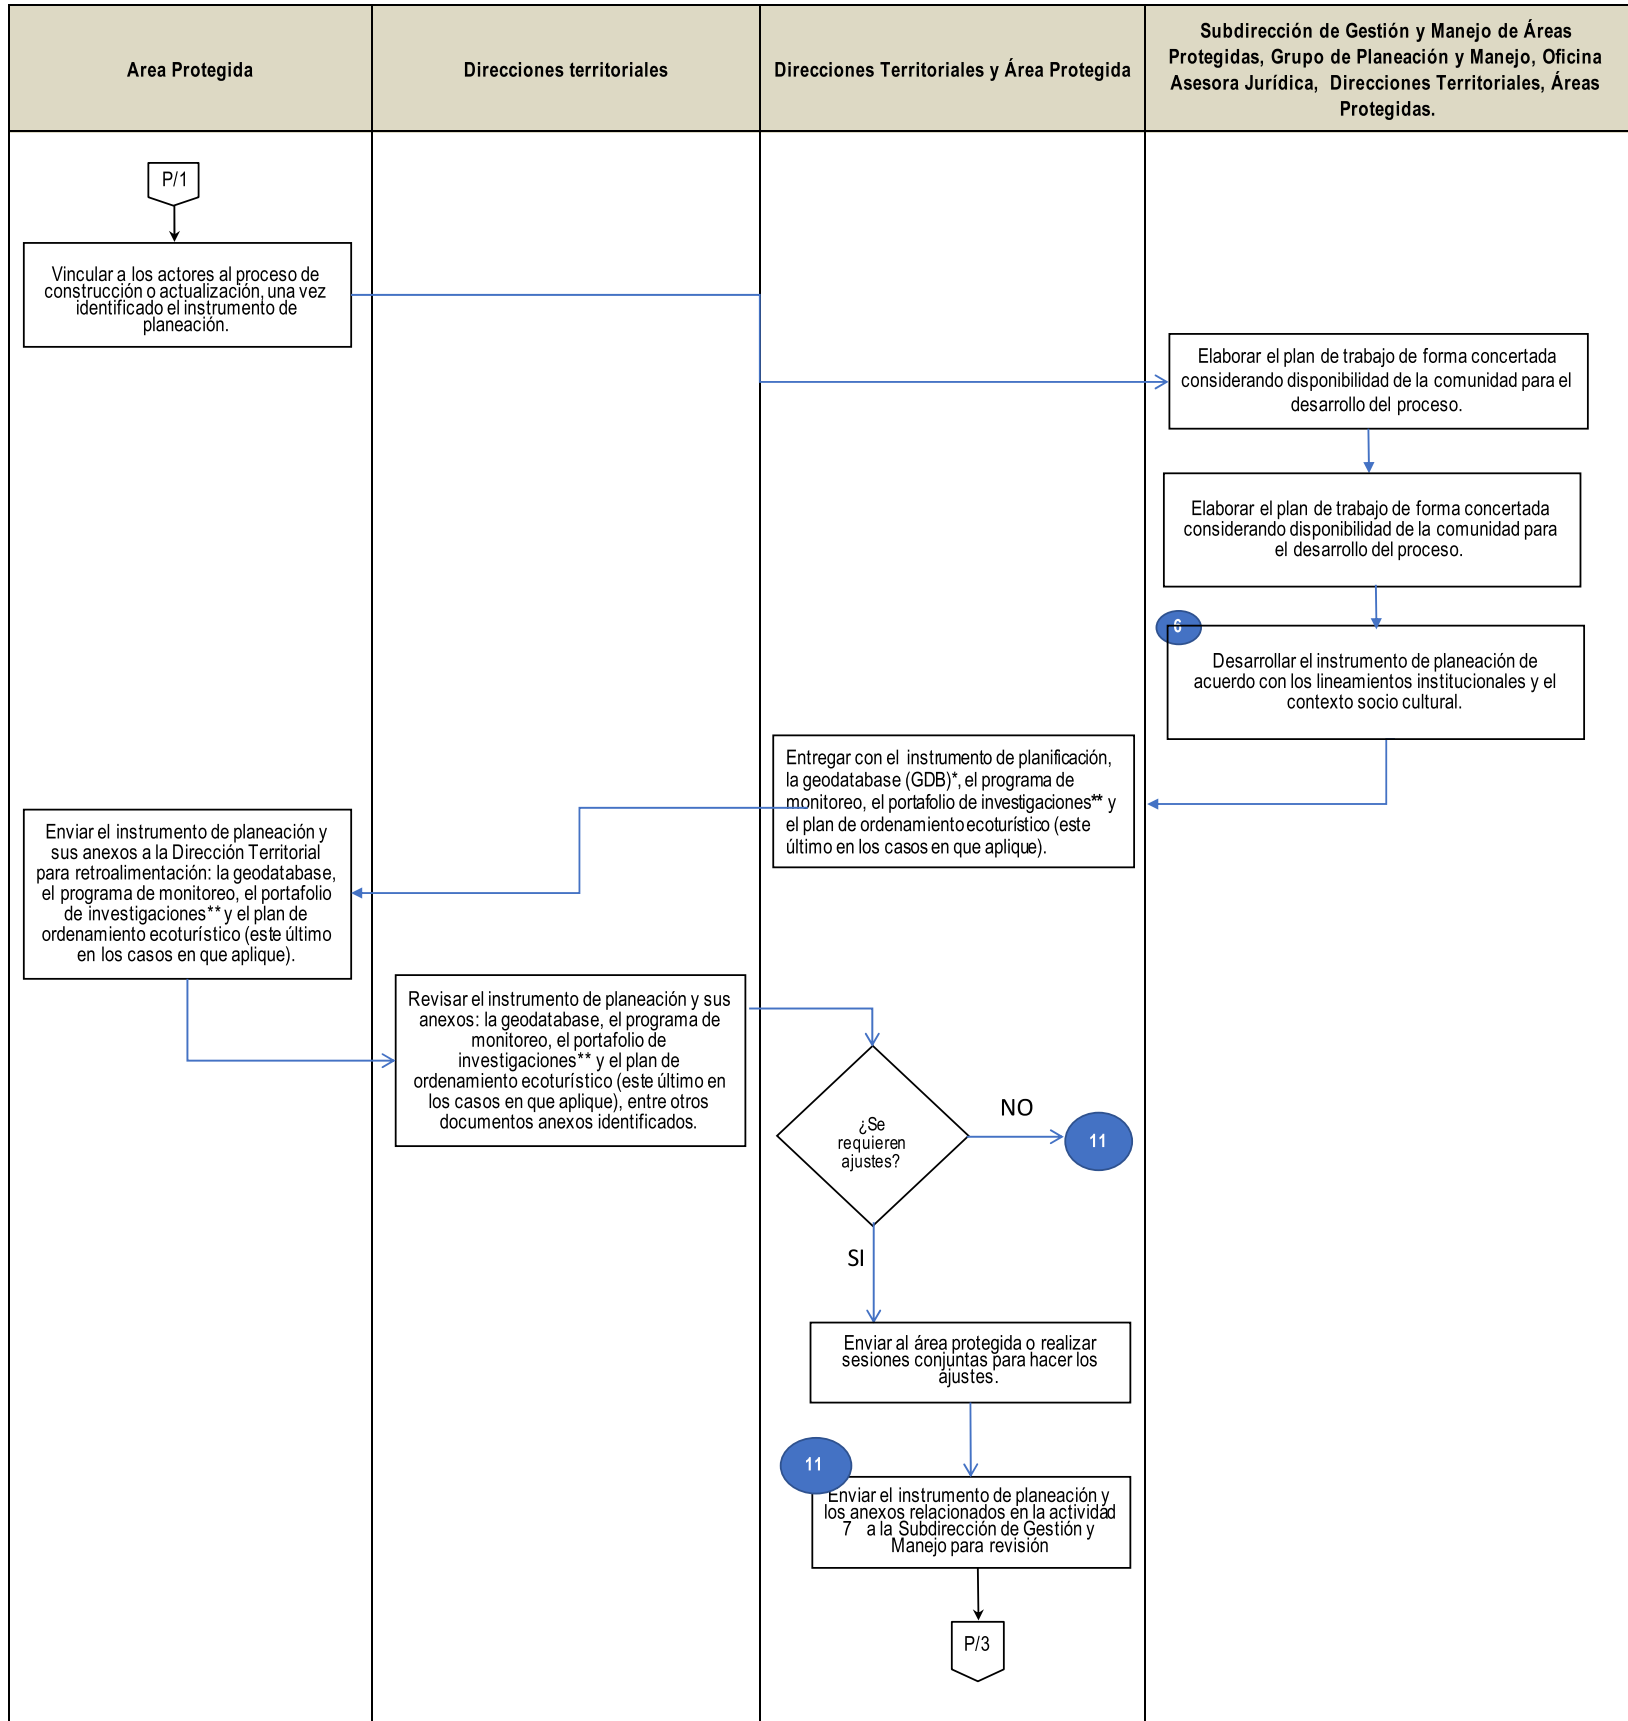 Area Protegida
Direcciones territoriales
Direcciones Territoriales y Área Protegida
Subdirección de Gestión y Manejo de Áreas
Protegidas, Grupo de Planeación y Manejo, Oficina
Asesora Jurídica, Direcciones Territoriales, Áreas
Protegidas.
P/1
Vincular a los actores al proceso de
construcción o actualización, una vez
identificado el instrumento de
planeación.
Elaborar el plan de trabajo de forma concertada
considerando disponibilidad de la comunidad para el
desarrollo del proceso.
Elaborar el plan de trabajo de forma concertada
considerando disponibilidad de la comunidad para
el desarrollo del proceso.
6
Desarrollar el instrumento de planeación de
acuerdo con los lineamientos institucionales y el
contexto socio cultural.
Entregar con el instrumento de planificación,
la geodatabase (GDB)*, el programa de
monitoreo, el portafolio de investigaciones** y
el plan de ordenamiento ecoturístico (este
último en los casos en que aplique).
Enviar el instrumento de planeación y
sus anexos a la Dirección Territorial
para retroalimentación: la geodatabase,
el programa de monitoreo, el portafolio
de investigaciones** y el plan de
ordenamiento ecoturístico (este último
en los casos en que aplique).
Revisar el instrumento de planeación y sus
anexos: la geodatabase, el programa de
monitoreo, el portafolio de
investigaciones** y el plan de
ordenamiento ecoturístico (este último en
los casos en que aplique), entre otros
documentos anexos identificados.
¿Se
requieren
ajustes?
NO
11
SI
Enviar al área protegida o realizar
sesiones conjuntas para hacer los
ajustes.
11
Enviar el instrumento de planeación y
los anexos relacionados en la actividad
7 a la Subdirección de Gestión y
Manejo para revisión
P/3